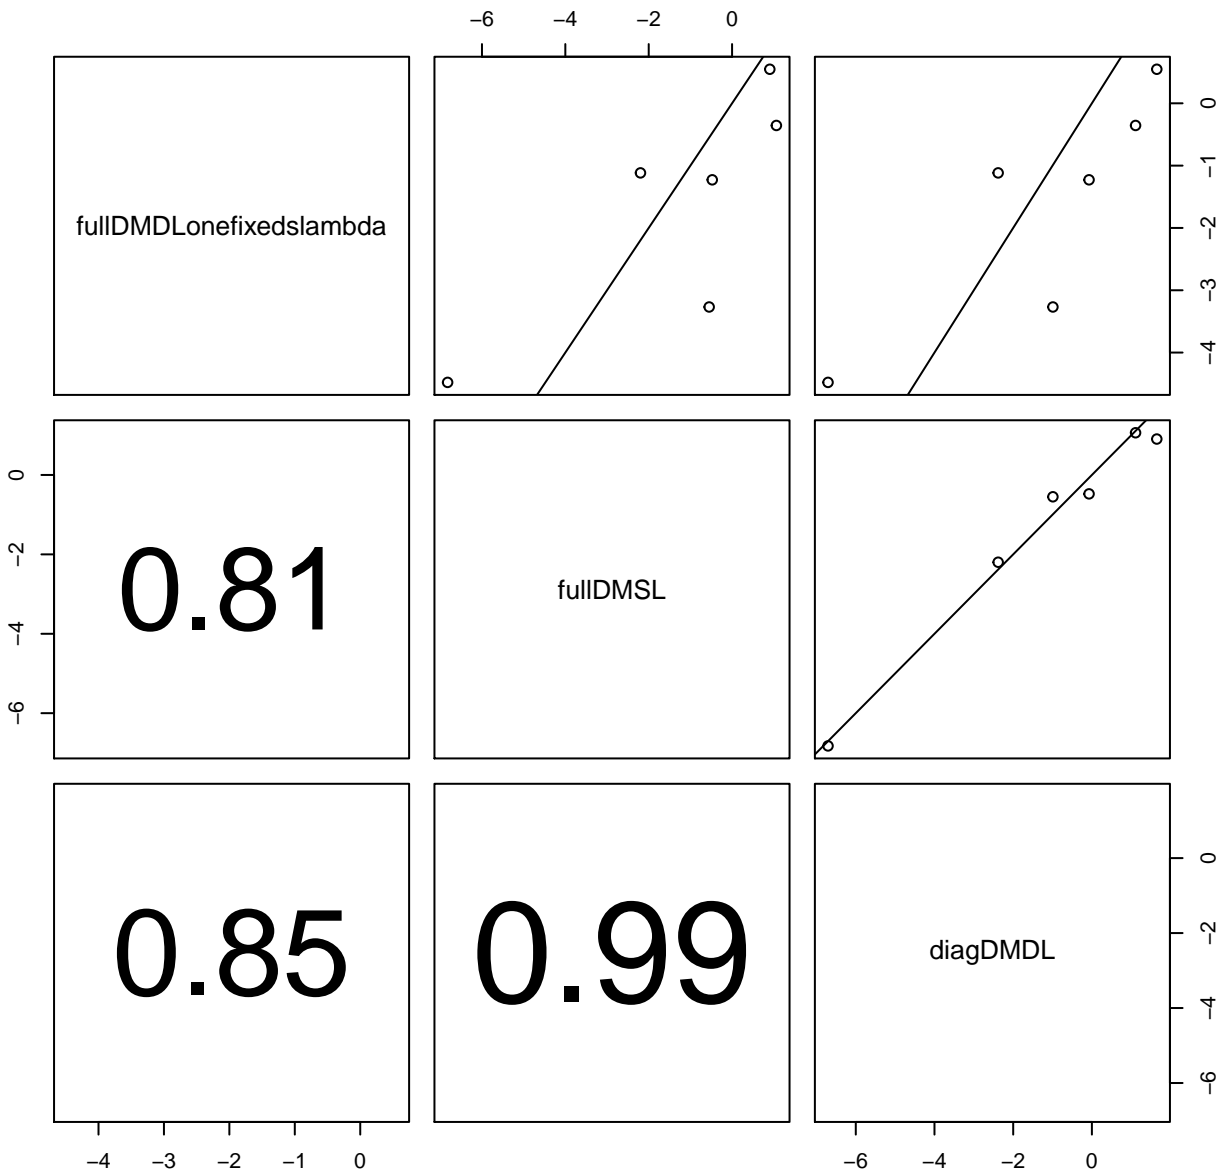 −6 −4 −2 0
fullDMDLonefixedslambda
0 −1 −2 −3 −4
0 −2 −4 −6
0.81
fullDMSL
0.85
0.99
diagDMDL
0 −2 −4 −6
−4 −3 −2 −1 0
−6 −4 −2 0